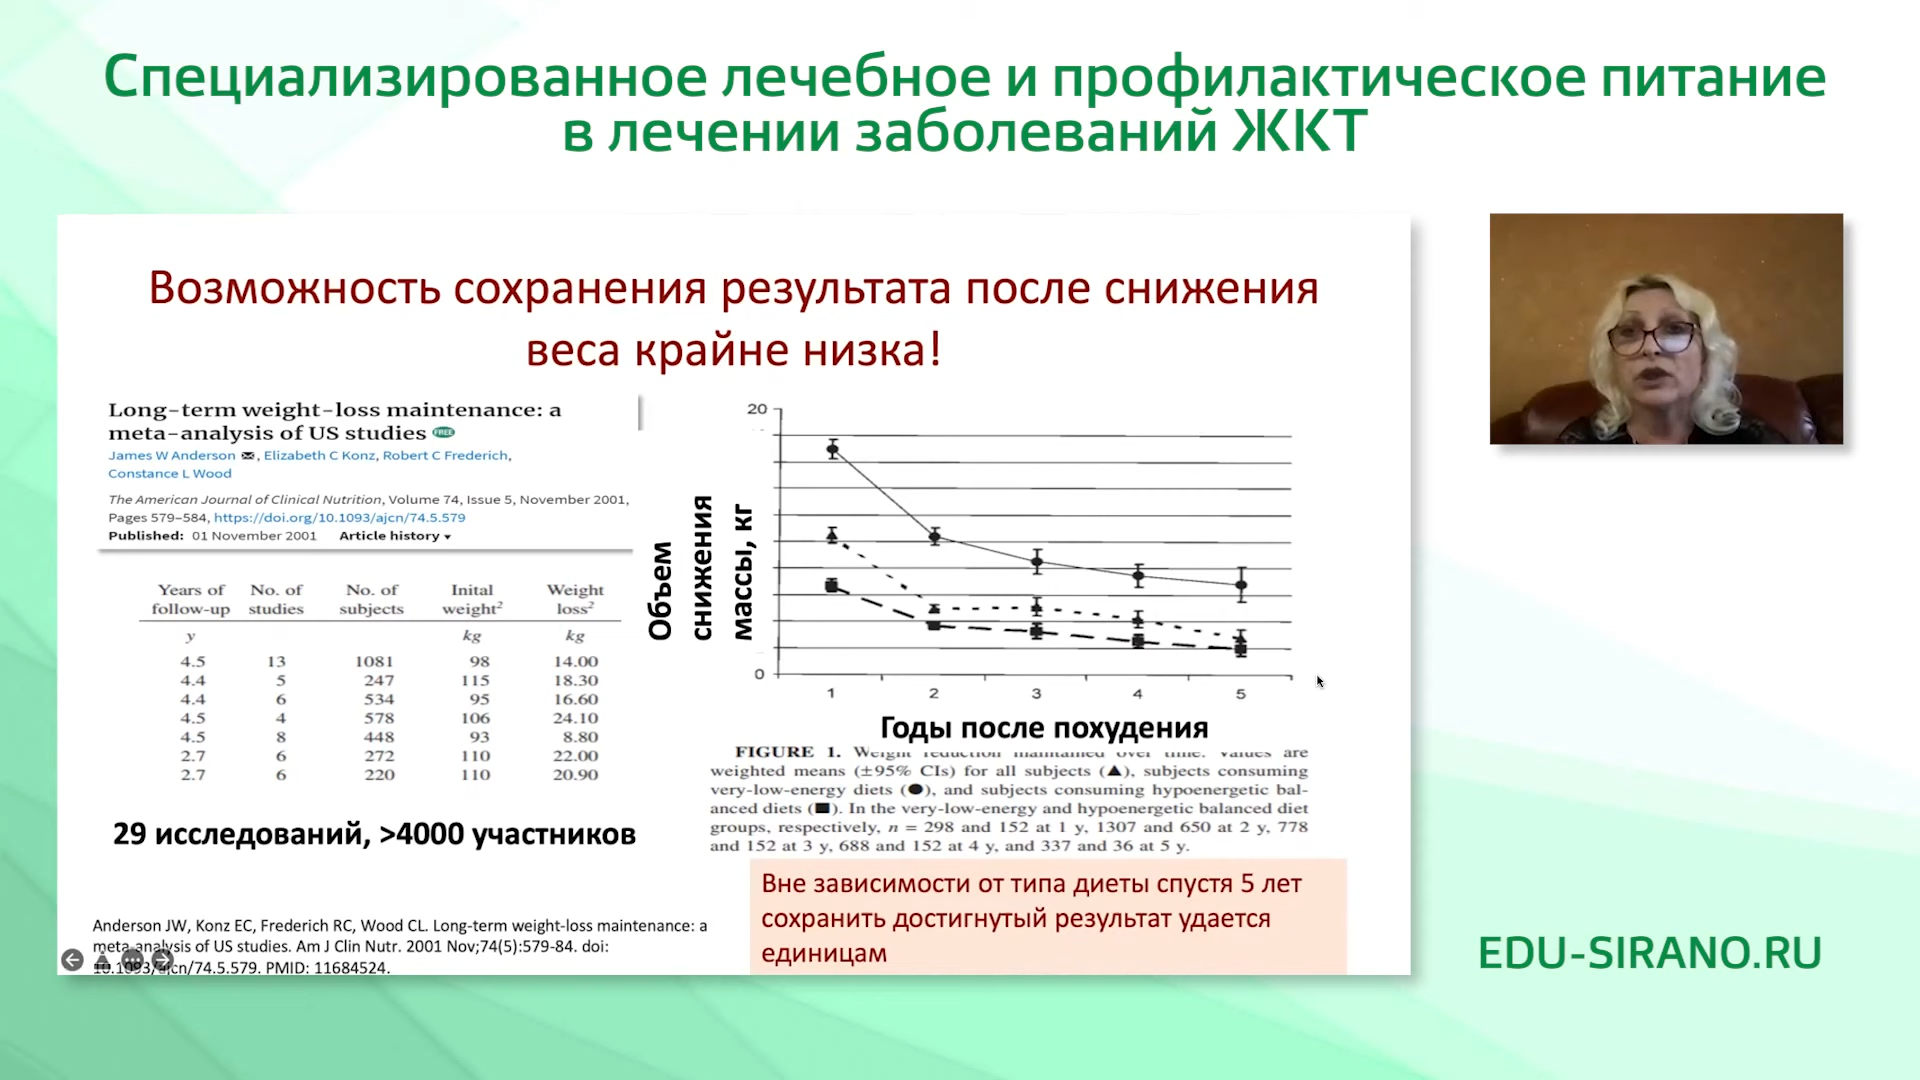 Специализированное лечебное и профилактическое питание
в лечении заболеваний ЖКТ
Возможность сохранения результата после снижения
веса крайне низка!
Long-term weight-loss maintenance: a
meta-analysis of US studies FREE
James W Anderson, Elizabeth C Konz, Robert C Frederich,
Constance L Wood
The American Journal of Clinical Nutrition, Volume 74, Issue 5, November 2001,
Pages 579–584, https://doi.org/10.1093/ajcn/74.5.579
Published: 01 November 2001 Article history
Years of No. of No. of Inital Weight
follow-up studies subjects weight² loss²
y kg kg
4.5 13 1081 98 14.00
4.4 5 247 115 18.30
4.4 6 534 95 16.60
4.5 4 578 106 24.10
4.5 8 448 93 8.80
2.7 6 272 110 22.00
2.7 6 220 110 20.90
29 исследований, >4000 участников
Anderson JW, Konz EC, Frederich RC, Wood CL. Long-term weight-loss maintenance: a
meta-analysis of US studies. Am J Clin Nutr. 2001 Nov;74(5):579-84. doi:
10.1093/ajcn/74.5.579. PMID: 11684524.
Объем
снижения
массы, кг
20
0
1 2 3 4 5
Годы после похудения
FIGURE 1. Weight reduction maintained over time. Values are
weighted means (±95% CIs) for all subjects (▲), subjects consuming
very-low-energy diets (●), and subjects consuming hypoenergetic bal-
anced diets (■). In the very-low-energy and hypoenergetic balanced diet
groups, respectively, n = 298 and 152 at 1 y, 1307 and 650 at 2 y, 778
and 152 at 3 y, 688 and 152 at 4 y, and 337 and 36 at 5 y.
Вне зависимости от типа диеты спустя 5 лет
сохранить достигнутый результат удается
единицам
EDU-SIRANO.RU